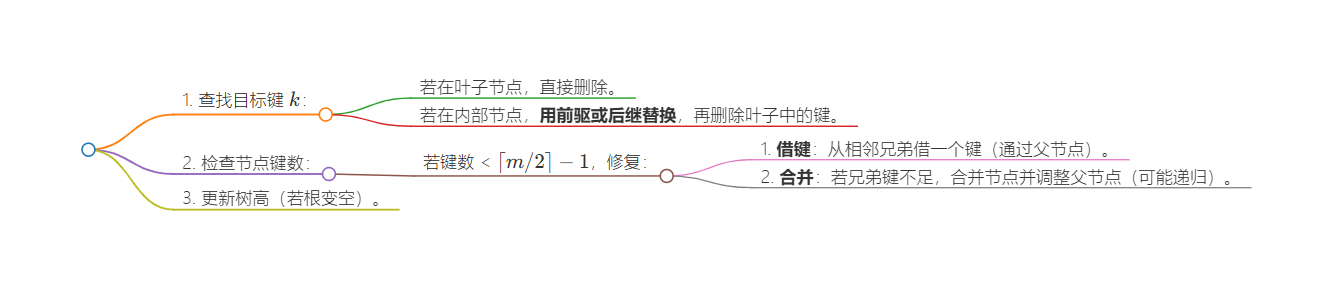 1. 查找目标键 k：
若在叶子节点，直接删除。
若在内部节点，用前驱或后继替换，再删除叶子中的键。
2. 检查节点键数：
若键数 < ⌈m/2⌉ − 1，修复：
1. 借键：从相邻兄弟借一个键（通过父节点）。
2. 合并：若兄弟键不足，合并节点并调整父节点（可能递归）。
3. 更新树高（若根变空）。